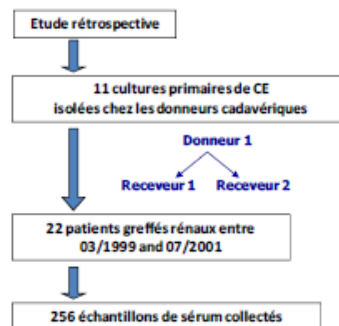 Etude rétrospective
11 cultures primaires de CE
isolées chez les donneurs cadavériques
Donneur 1
Receveur 1 Receveur 2
22 patients greffés rénaux entre
03/1999 and 07/2001
256 échantillons de sérum collectés